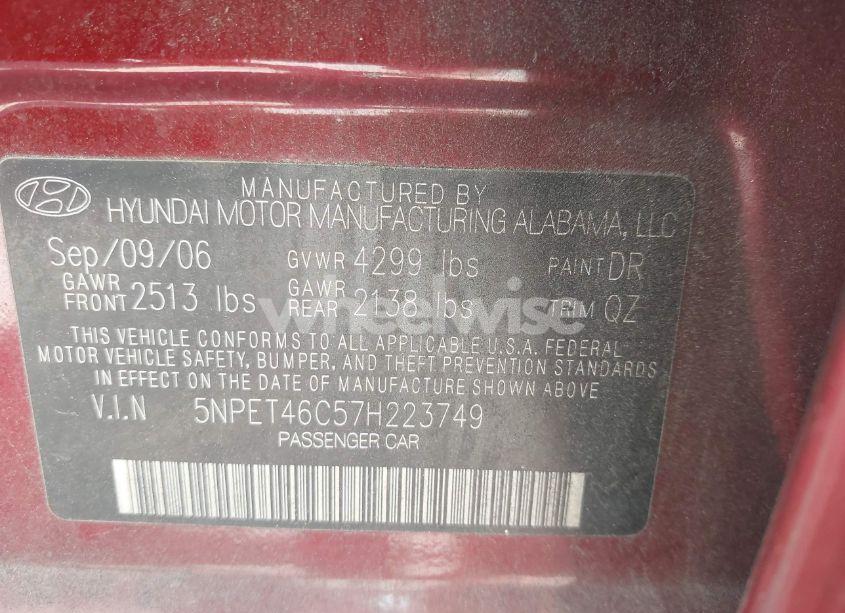 MANUFACTURED BY
HYUNDAI MOTOR MANUFACTURING ALABAMA, LLC
Sep/09/06 GVWR 4299 lbs PAINT DR
GAWR FRONT 2513 lbs GAWR REAR 2138 lbs TRIM QZ
wheelwise
THIS VEHICLE CONFORMS TO ALL APPLICABLE U.S.A. FEDERAL
MOTOR VEHICLE SAFETY, BUMPER, AND THEFT PREVENTION STANDARDS
IN EFFECT ON THE DATE OF MANUFACTURE SHOWN ABOVE.
V.I.N 5NPET46C57H223749
PASSENGER CAR